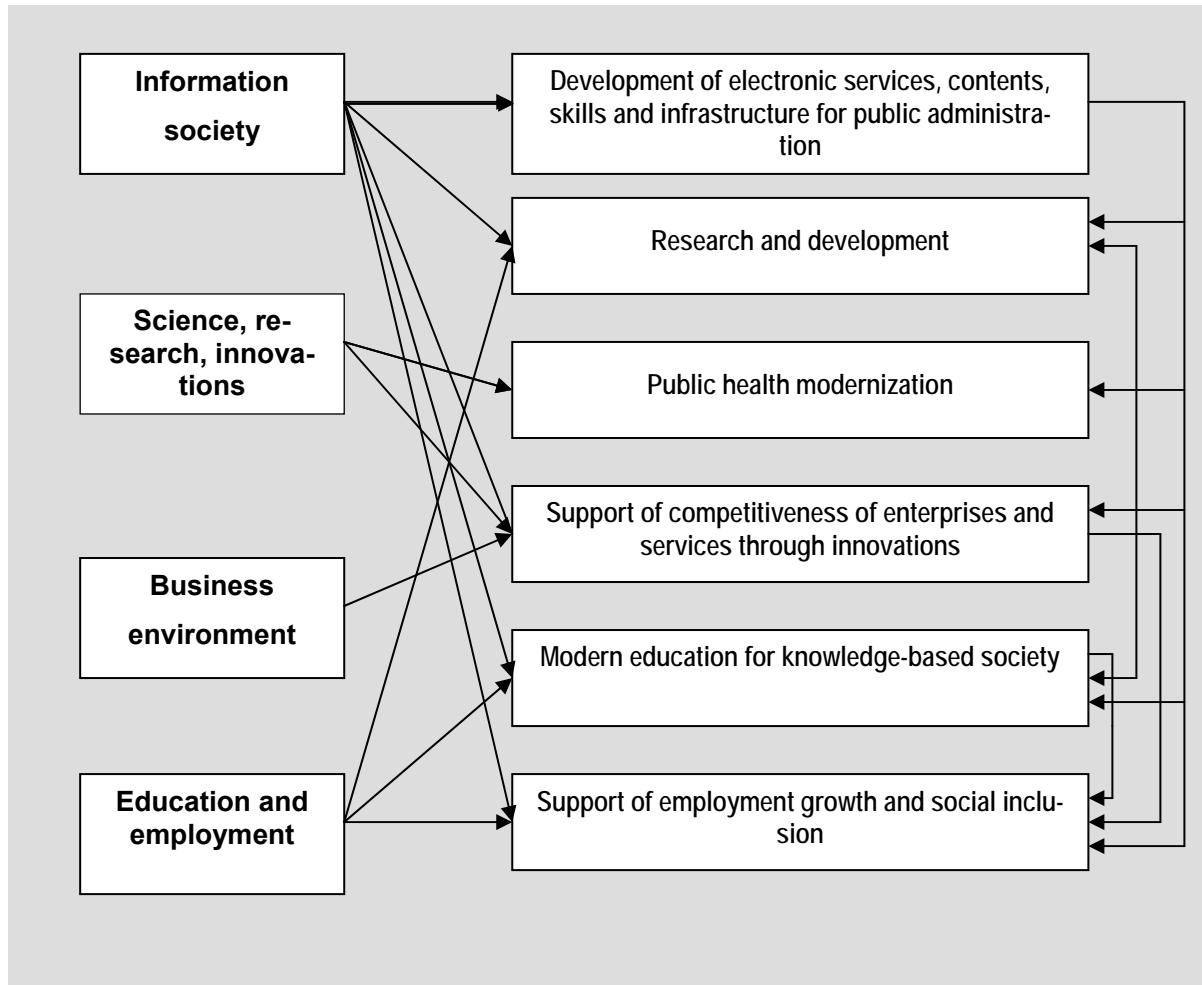 Information
society
Development of electronic services, contents,
skills and infrastructure for public administra-
tion
Research and development
Science, re-
search, innova-
tions
Public health modernization
Support of competitiveness of enterprises and
services through innovations
Business
environment
Modern education for knowledge-based society
Education and
employment
Support of employment growth and social inclu-
sion